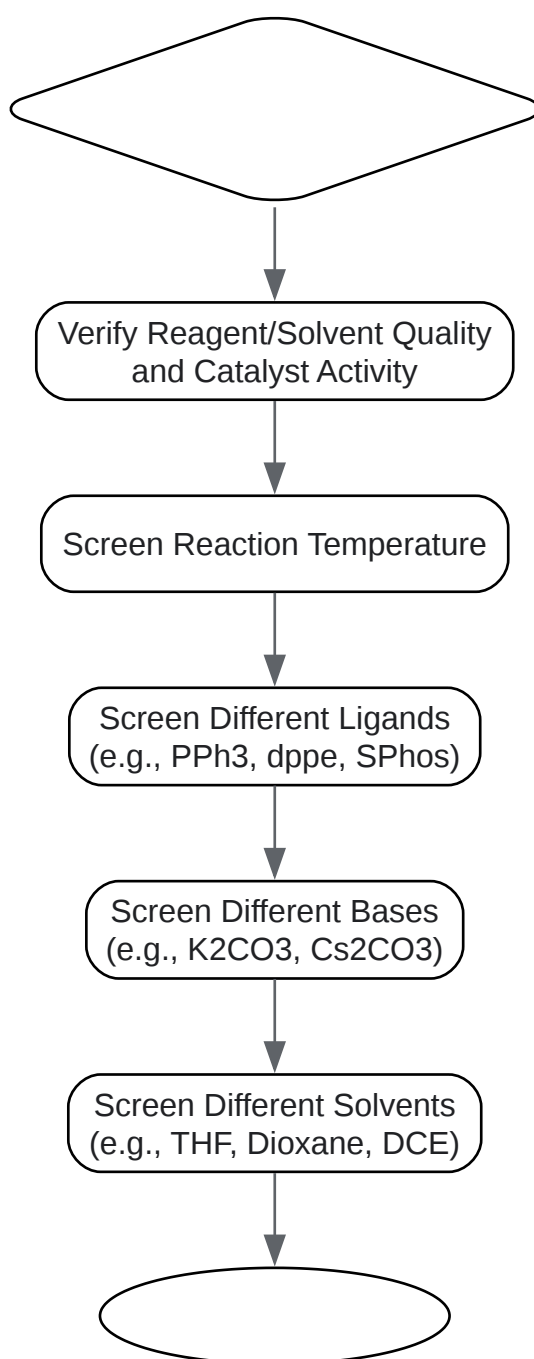 Verify Reagent/Solvent Quality
and Catalyst Activity
Screen Reaction Temperature
Screen Different Ligands
(e.g., PPh3, dppe, SPhos)
Screen Different Bases
(e.g., K2CO3, Cs2CO3)
Screen Different Solvents
(e.g., THF, Dioxane, DCE)